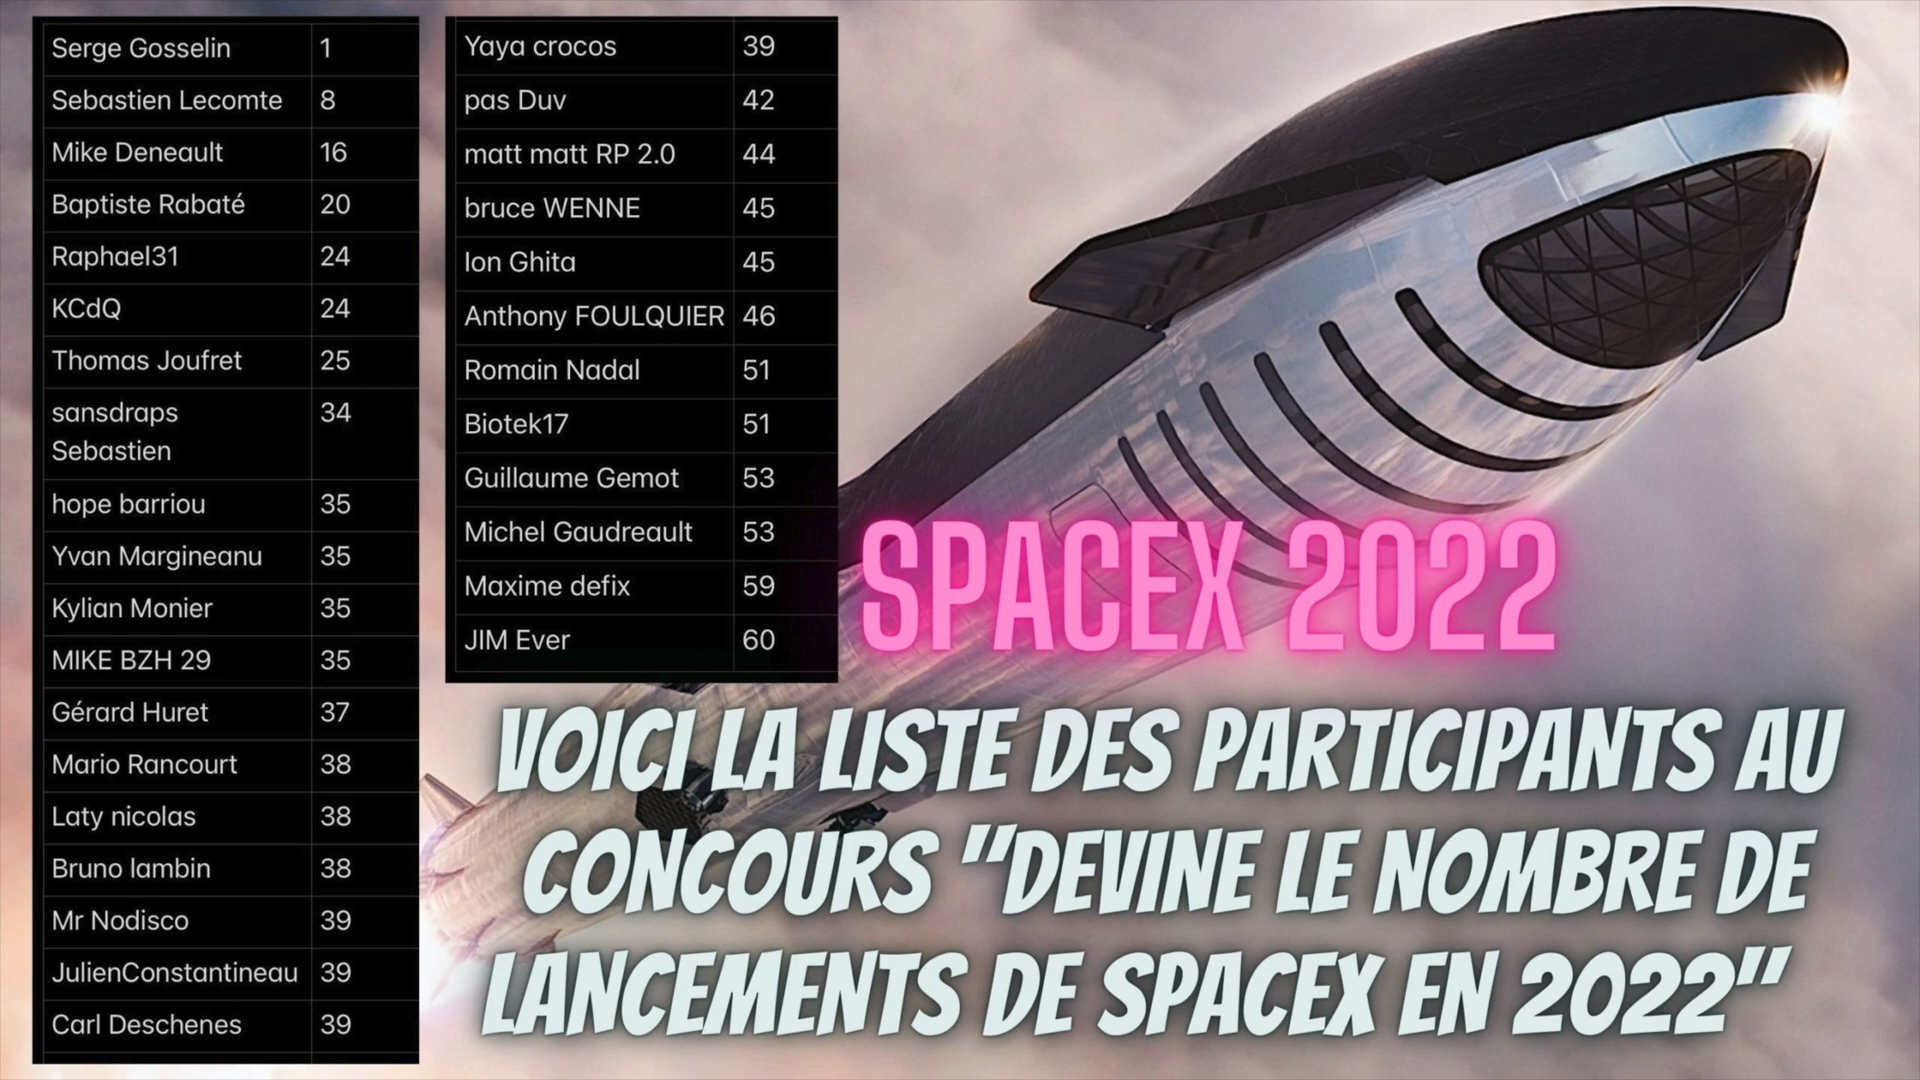 Serge Gosselin 1
Sebastien Lecomte 8
Mike Deneault 16
Baptiste Rabaté 20
Raphael31 24
KCdQ 24
Thomas Joufret 25
sansdraps 34
Sebastien
hope barriou 35
Yvan Margineanu 35
Kylian Monier 35
MIKE BZH 29 35
Gérard Huret 37
Mario Rancourt 38
Laty nicolas 38
Bruno lambin 38
Mr Nodisco 39
JulienConstantineau 39
Carl Deschenes 39
Yaya crocos 39
pas Duv 42
matt matt RP 2.0 44
bruce WENNE 45
Ion Ghita 45
Anthony FOULQUIER 46
Romain Nadal 51
Biotek17 51
Guillaume Gemot 53
Michel Gaudreault 53
Maxime defix 59
JIM Ever 60
SPACEX 2022
VOICI LA LISTE DES PARTICIPANTS AU
CONCOURS "DEVINE LE NOMBRE DE
LANCEMENTS DE SPACEX EN 2022"